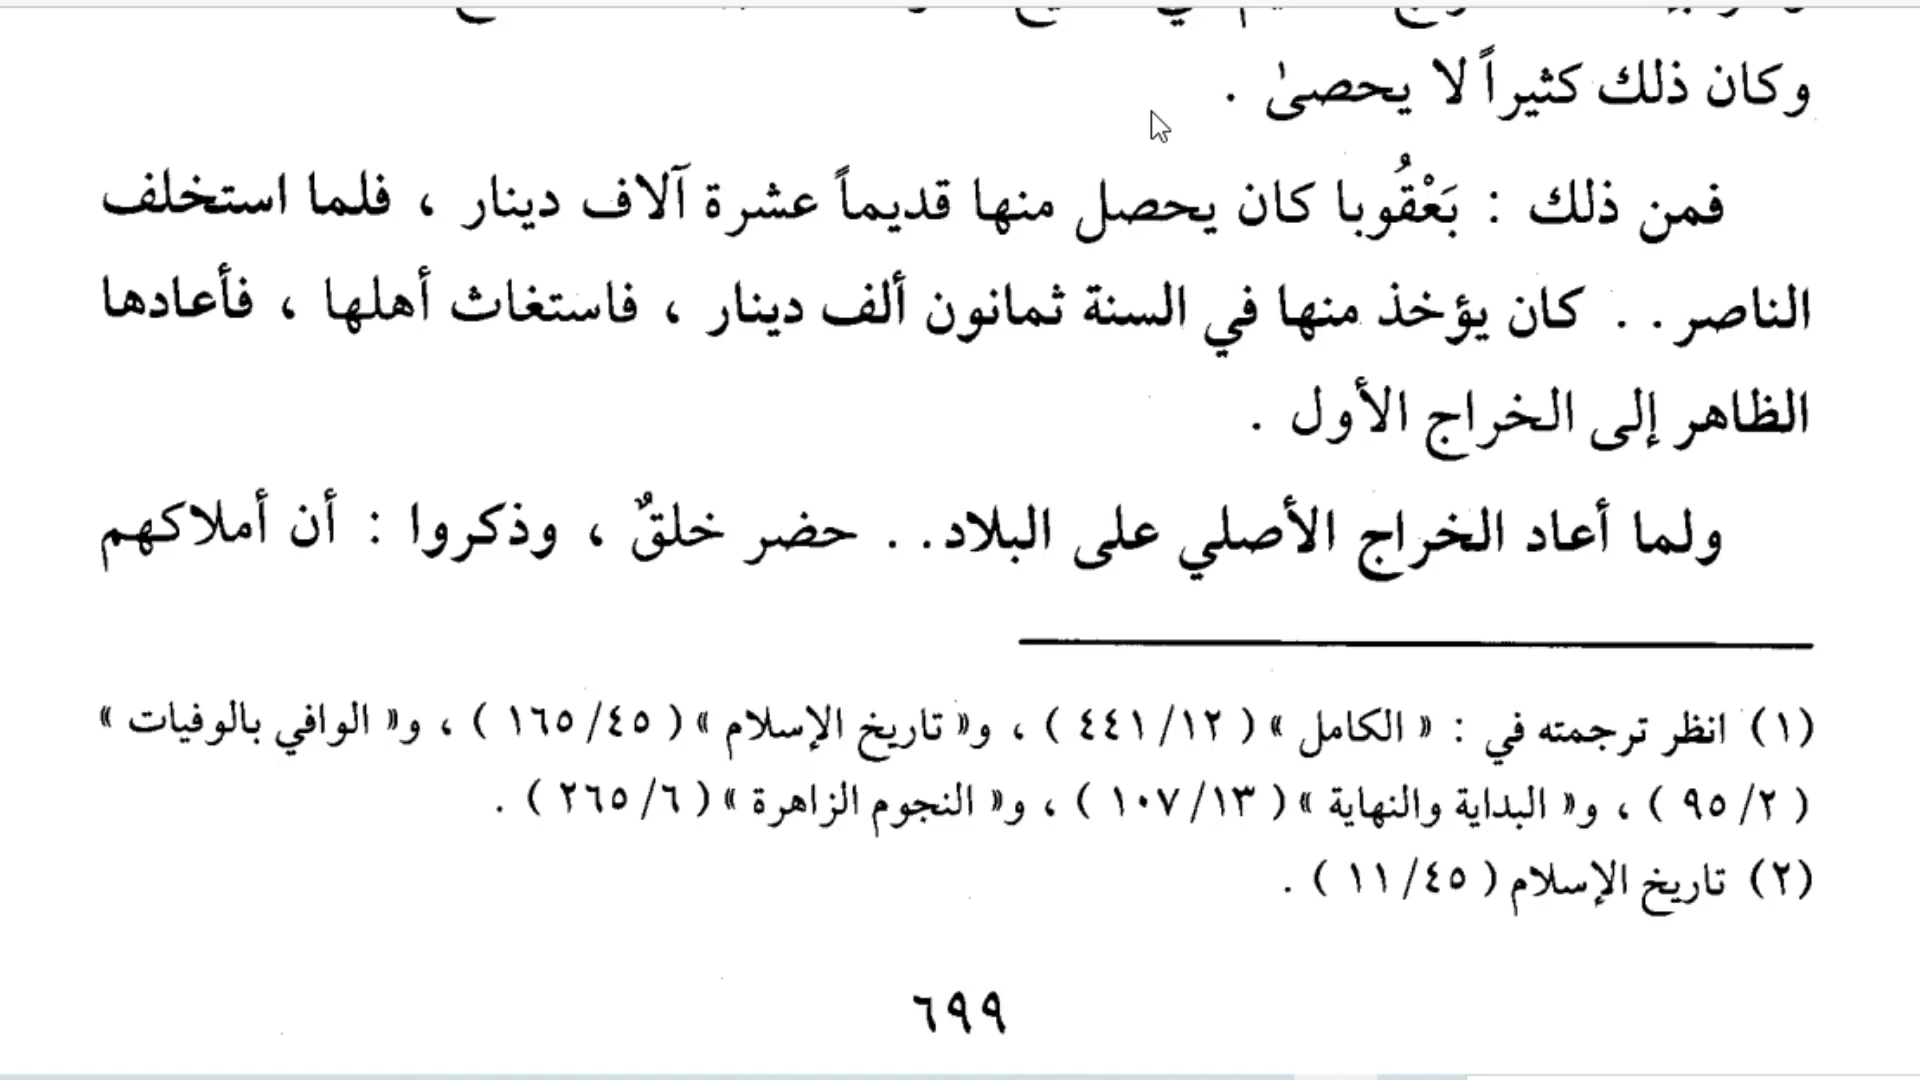 وكان ذلك كثيراً لا يحصىٰ .
فمن ذلك : بَعْقُوبا كان يحصل منها قديماً عشرة آلاف دينار ، فلما استخلف
الناصر . . كان يؤخذ منها في السنة ثمانون ألف دينار ، فاستغاث أهلها ، فأعادها
الظاهر إلى الخراج الأول .
ولما أعاد الخراج الأصلي على البلاد . . حضر خلقٌ ، وذكروا : أن أملاكهم
(١) انظر ترجمته في : « الكامل » ( ١٢/ ٤٤١ ) ، و« تاريخ الإسلام » ( ٤٥/ ١٦٥ ) ، و« الوافي بالوفيات »
( ٢/ ٩٥ ) ، و« البداية والنهاية » ( ١٣/ ١٠٧ ) ، و« النجوم الزاهرة » ( ٦/ ٢٦٥ ) .
(٢) تاريخ الإسلام ( ٤٥/ ١١ ) .
٦٩٩